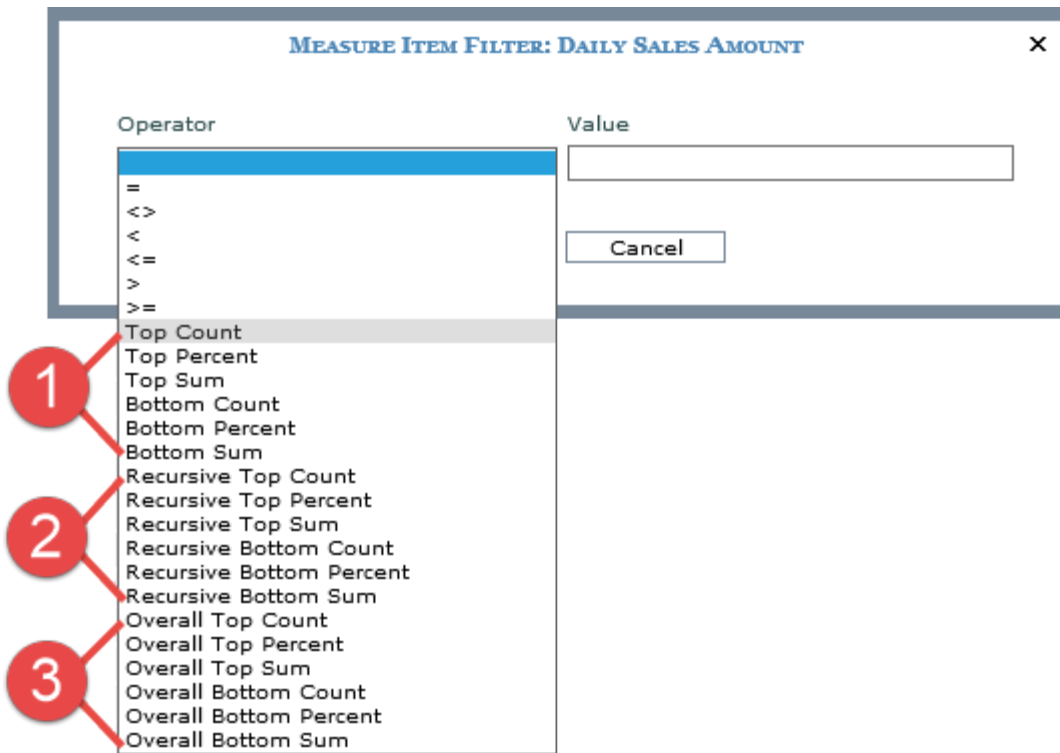 MEASURE ITEM FILTER: DAILY SALES AMOUNT ×
Operator Value
=
<>
<
<=
Cancel
>
>=
Top Count
Top Percent
Top Sum
1
Bottom Count
Bottom Percent
Bottom Sum
Recursive Top Count
Recursive Top Percent
Recursive Top Sum
2
Recursive Bottom Count
Recursive Bottom Percent
Recursive Bottom Sum
Overall Top Count
Overall Top Percent
Overall Top Sum
3
Overall Bottom Count
Overall Bottom Percent
Overall Bottom Sum